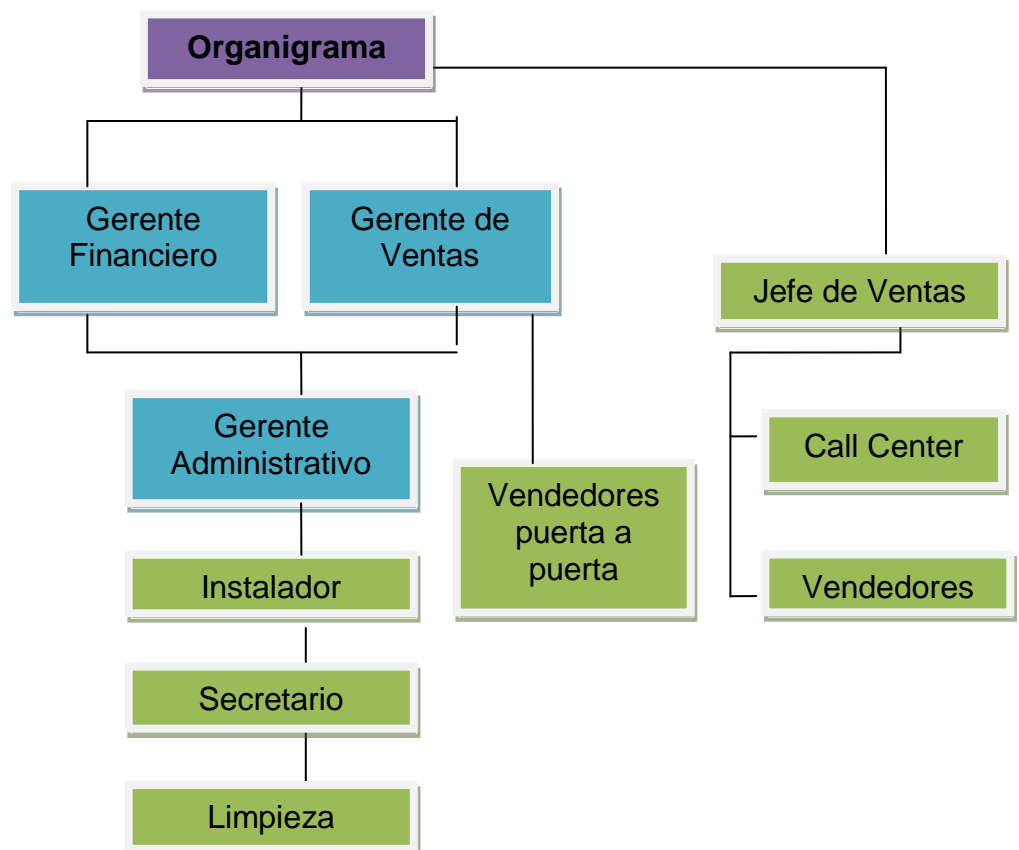 Organigrama
Gerente
Financiero
Gerente de
Ventas
Jefe de Ventas
Gerente
Administrativo
Call Center
Vendedores
puerta a
puerta
Instalador
Vendedores
Secretario
Limpieza